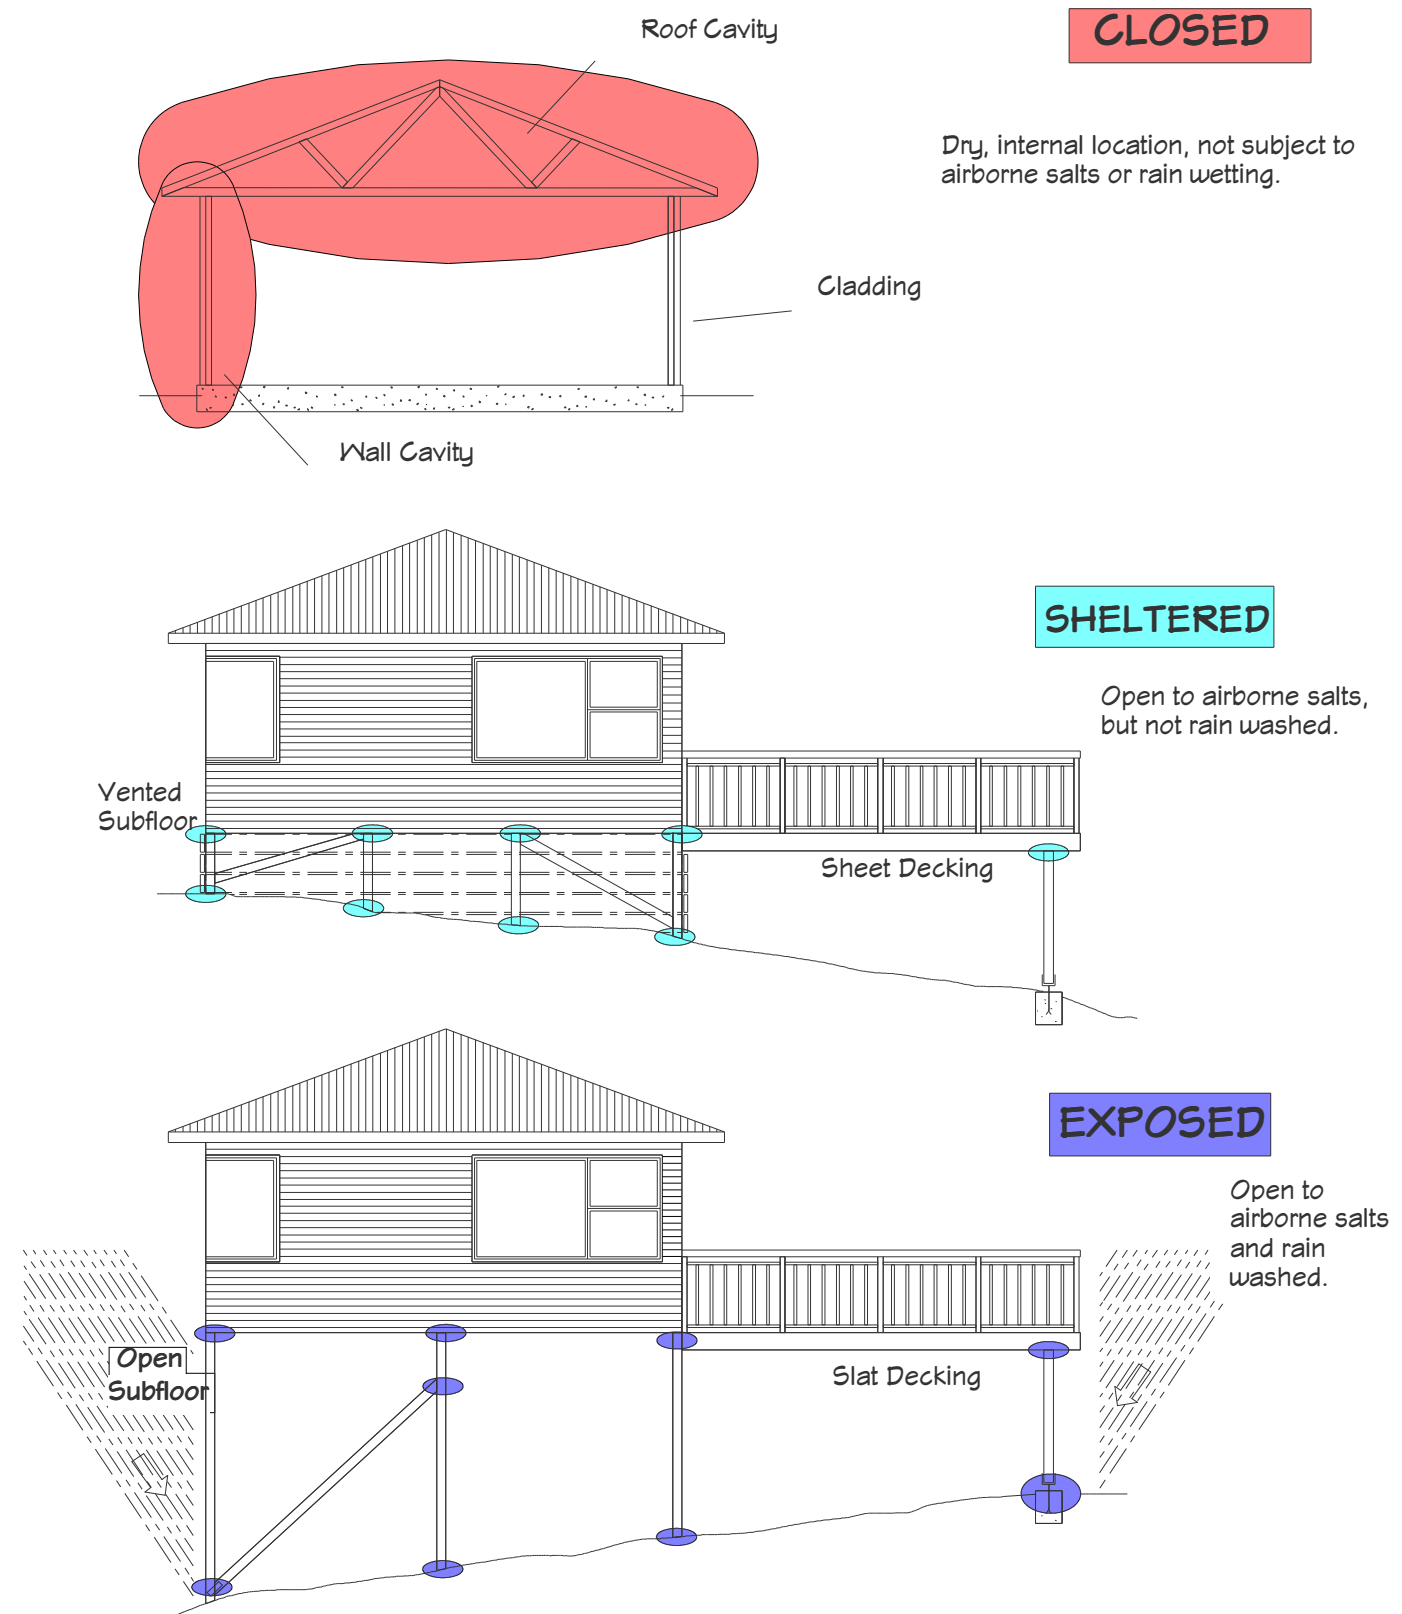 Roof Cavity
CLOSED
Dry, internal location, not subject to
airborne salts or rain wetting.
Cladding
Wall Cavity
SHELTERED
Open to airborne salts,
but not rain washed.
Vented
Subfloor
Sheet Decking
EXPOSED
Open to
airborne salts
and rain
washed.
Open
Subfloor
Slat Decking